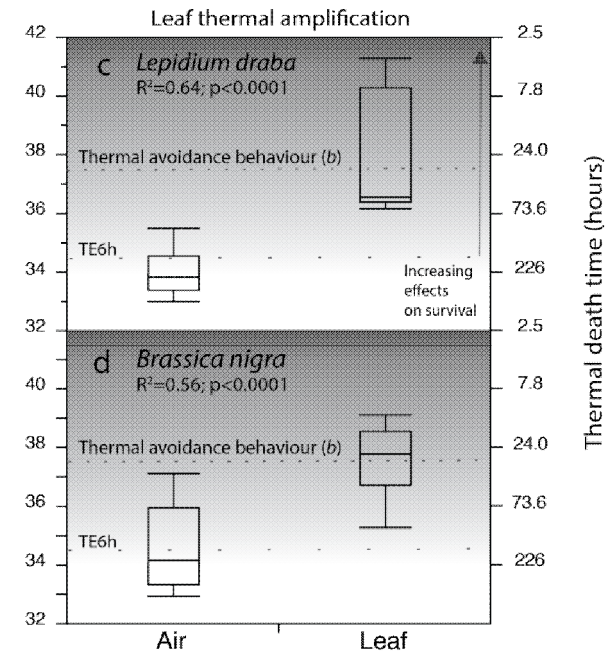 Leaf thermal amplification
42
40
38
36
34
32
40
38
36
34
32
c Lepidium draba
R²=0.64; p<0.0001
Thermal avoidance behaviour (b)
TE6h
Increasing
effects
on survival
d Brassica nigra
R²=0.56; p<0.0001
Thermal avoidance behaviour (b)
TE6h
2.5
7.8
24.0
73.6
226
2.5
7.8
24.0
73.6
226
Thermal death time (hours)
Air
Leaf